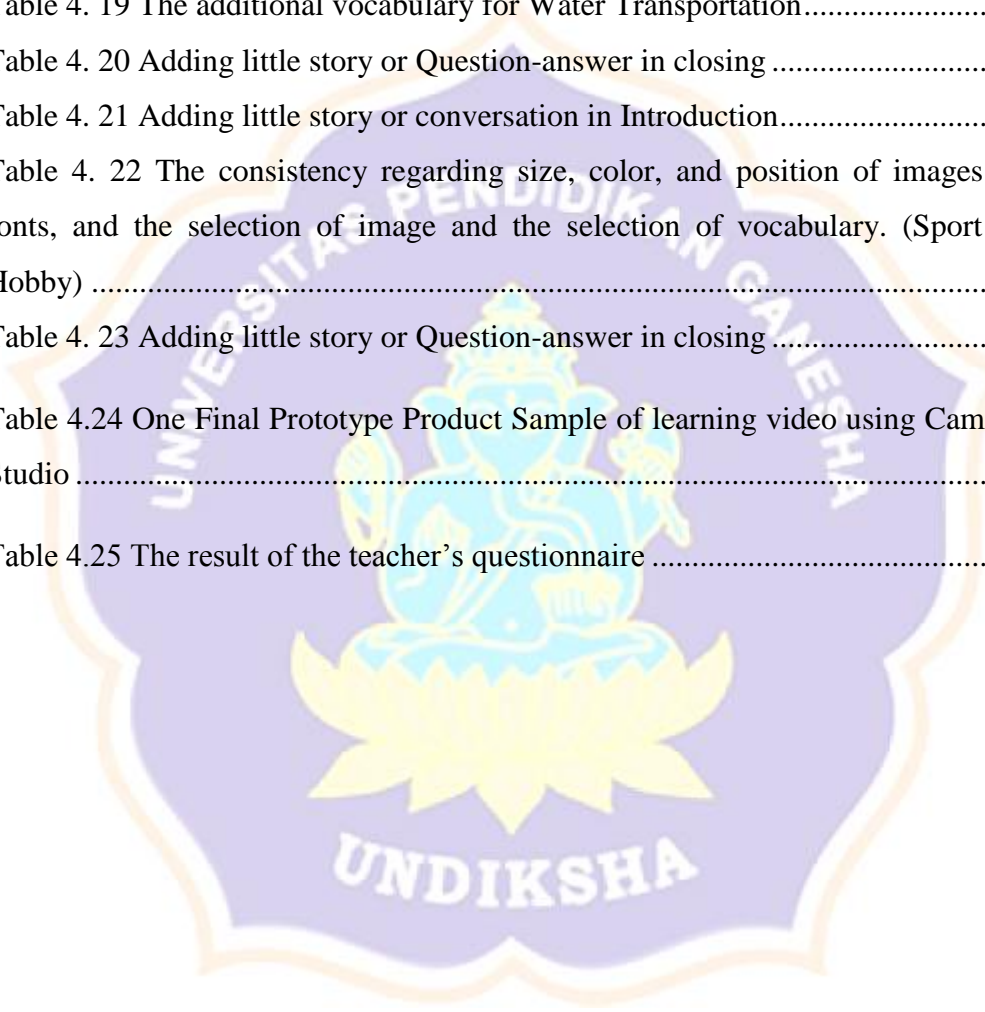 able 4. 19 The additional vocabulary for Water Transportation....................
Table 4. 20 Adding little story or Question-answer in closing ...........................
Table 4. 21 Adding little story or conversation in Introduction..........................
Table 4. 22 The consistency regarding size, color, and position of images
onts, and the selection of image and the selection of vocabulary. (Sport
Hobby) ................................................................................................................
Table 4. 23 Adding little story or Question-answer in closing ...........................
Table 4.24 One Final Prototype Product Sample of learning video using Cam
Studio ..................................................................................................................
Table 4.25 The result of the teacher’s questionnaire ..........................................
UNIVERSITAS PENDIDIKAN GANESHA
UNDIKSHA